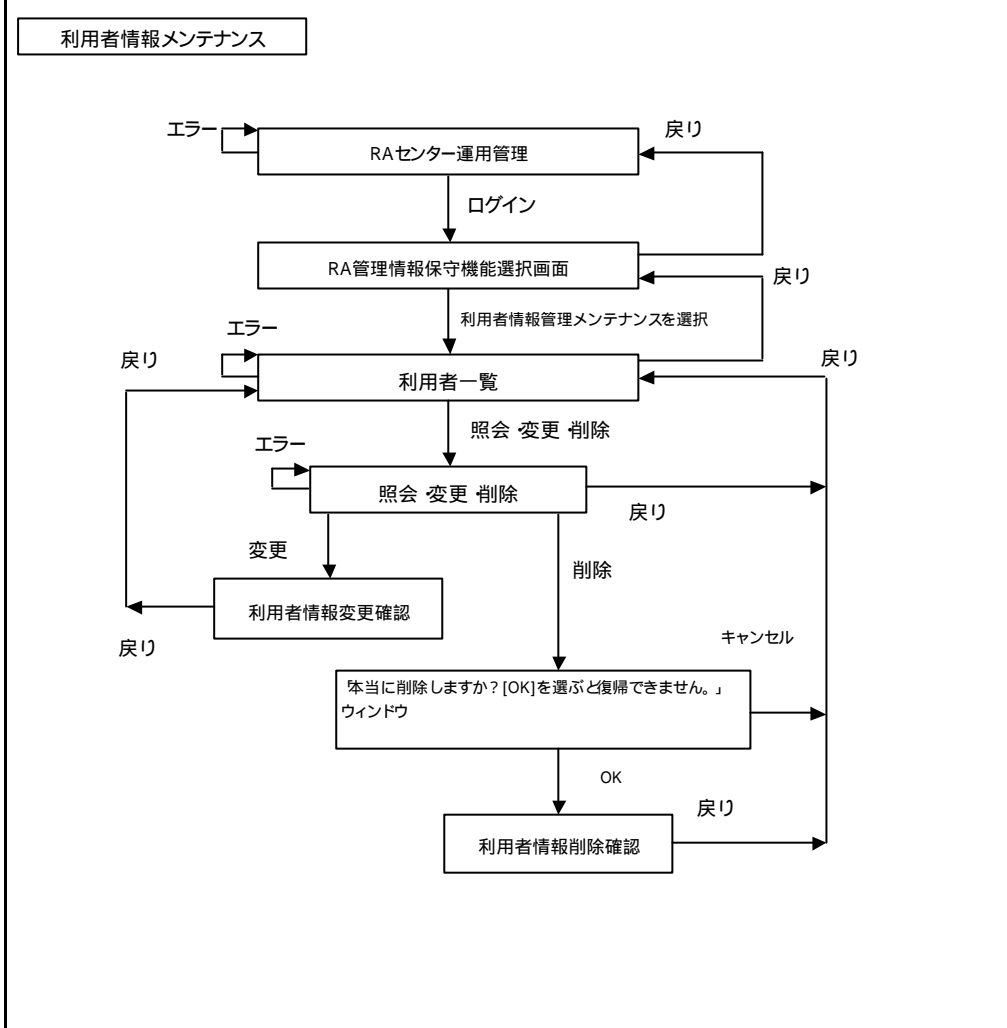 利用者情報メンテナンス
エラー
戻り
RAセンター運用管理
ログイン
RA管理情報保守機能選択画面
戻り
利用者情報管理メンテナンスを選択
エラー
戻り
戻り
利用者一覧
照会・変更・削除
エラー
照会・変更・削除
戻り
変更
削除
利用者情報変更確認
戻り
キャンセル
「本当に削除しますか？[OK]を選ぶと復帰できません。」
ウィンドウ
OK
戻り
利用者情報削除確認